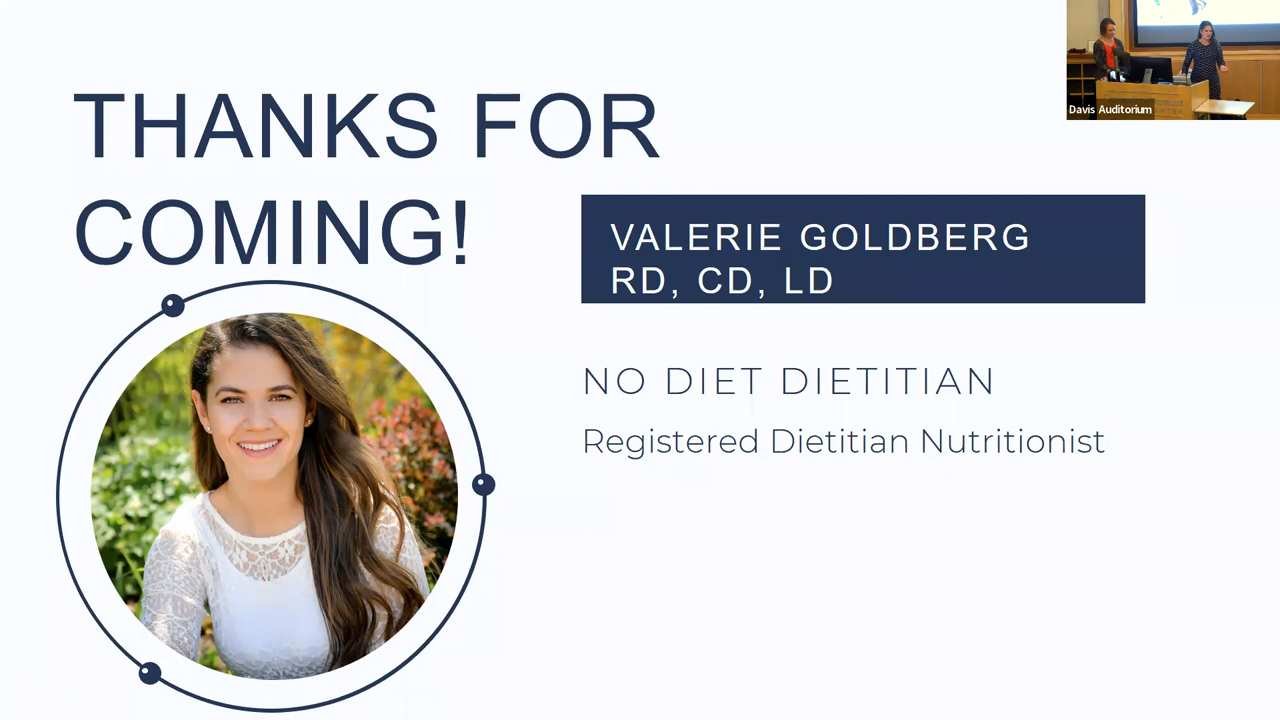 THANKS FOR
COMING!
Davis Auditorium
VALERIE GOLDBERG
RD, CD, LD
NO DIET DIETITIAN
Registered Dietitian Nutritionist